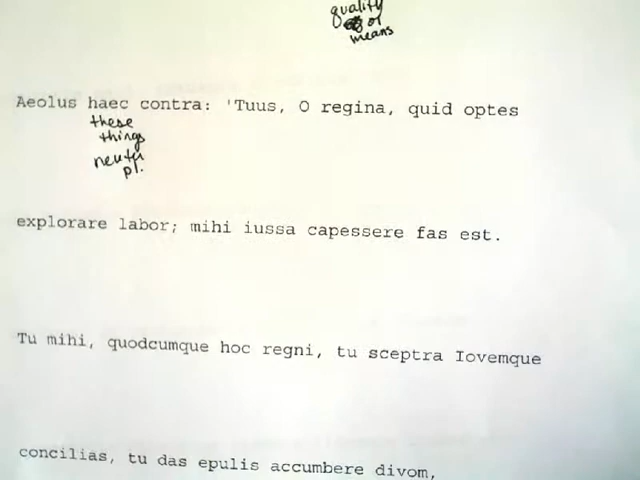 quality
or
means
Aeolus haec contra: 'Tuus, O regina, quid optes
these
things
neuter
pl.
explorare labor; mihi iussa capessere fas est.
Tu mihi, quodcumque hoc regni, tu sceptra Iovemque
concilias, tu das epulis accumbere divom,